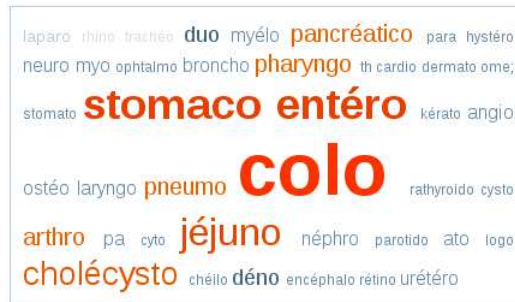 laparo rhino trachéo duo myélo pancréatico para hystéro
neuro myo ophtalmo broncho pharyngo th cardio dermato ome;
stomato stomaco entéro kérato angio
ostéo laryngo pneumo colo rathyroido cysto
arthro pa cyto jéjuno néphro parotido ato logo
cholécysto chéilo déno encéphalo rétino urétéro